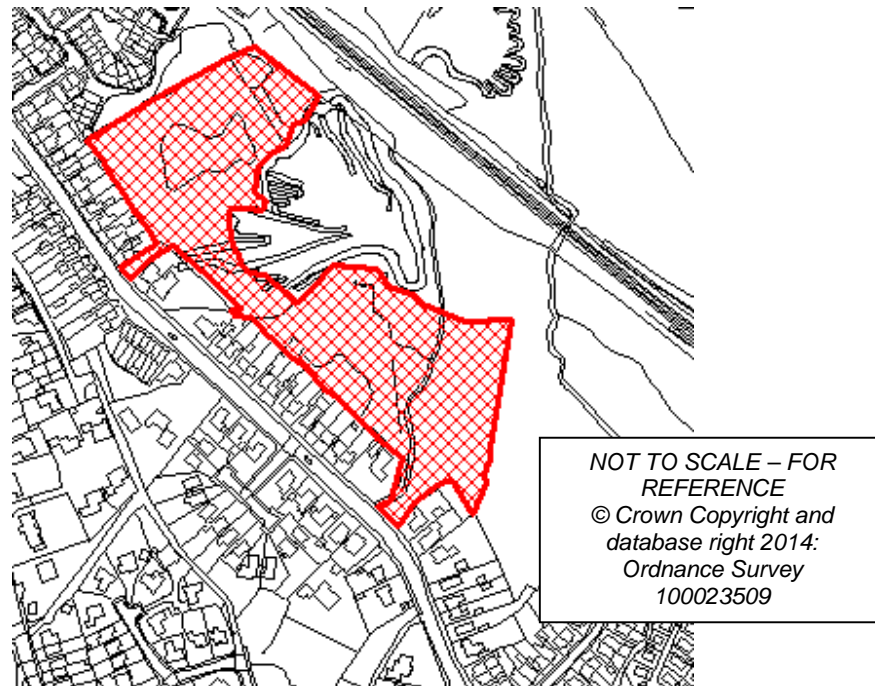 NOT TO SCALE – FOR
REFERENCE
© Crown Copyright and
database right 2014:
Ordnance Survey
100023509